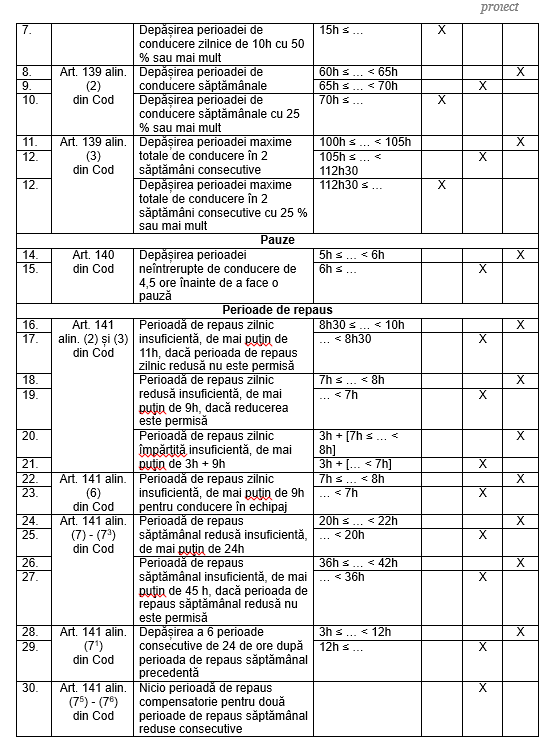 proiect
7. Depășirea perioadei de 15h ≤ … X
conducere zilnice de 10h cu 50
% sau mai mult
8. Art. 139 alin. Depășirea perioadei de 60h ≤ … < 65h X
9. (2) conducere săptămânale 65h ≤ … < 70h X
10. din Cod Depășirea perioadei de 70h ≤ … X
conducere săptămânale cu 25
% sau mai mult
11. Art. 139 alin. Depășirea perioadei maxime 100h ≤ … < 105h X
12. (3) totale de conducere în 2 105h ≤ … < X
din Cod săptămâni consecutive 112h30
12. Depășirea perioadei maxime 112h30 ≤ … X
totale de conducere în 2
săptămâni consecutive cu 25 %
sau mai mult
Pauze
14. Art. 140 Depășirea perioadei 5h ≤ … < 6h X
15. din Cod neîntrerupte de conducere de 6h ≤ … X
4,5 ore înainte de a face o
pauză
Perioade de repaus
16. Art. 141 Perioadă de repaus zilnic 8h30 ≤ … < 10h X
17. alin. (2) și (3) insuficientă, de mai puțin de … < 8h30 X
din Cod 11h, dacă perioada de repaus
zilnic redusă nu este permisă
18. Perioadă de repaus zilnic 7h ≤ … < 8h X
19. redusă insuficientă, de mai … < 7h X
puțin de 9h, dacă reducerea
este permisă
20. Perioadă de repaus zilnic 3h + [7h ≤ … < X
împărțită insuficientă, de mai 8h]
21. puțin de 3h + 9h 3h + [… < 7h] X
22. Art. 141 alin. Perioadă de repaus zilnic 7h ≤ … < 8h X
23. (6) insuficientă, de mai puțin de 9h … < 7h X
din Cod pentru conducere în echipaj
24. Art. 141 alin. Perioadă de repaus 20h ≤ … < 22h X
25. (7) - (7³) săptămânal redusă insuficientă, … < 20h X
din Cod de mai puțin de 24h
26. Perioadă de repaus 36h ≤ … < 42h X
27. săptămânal insuficientă, de mai … < 36h X
puțin de 45 h, dacă perioada de
repaus săptămânal redusă nu
este permisă
28. Art. 141 alin. Depășirea a 6 perioade 3h ≤ … < 12h X
29. (7¹) consecutive de 24 de ore după 12h ≤ … X
din Cod perioada de repaus săptămânal
precedentă
30. Art. 141 alin. Nicio perioadă de repaus X
(7⁵) - (7⁶) compensatorie pentru două
din Cod perioade de repaus săptămânal
reduse consecutive